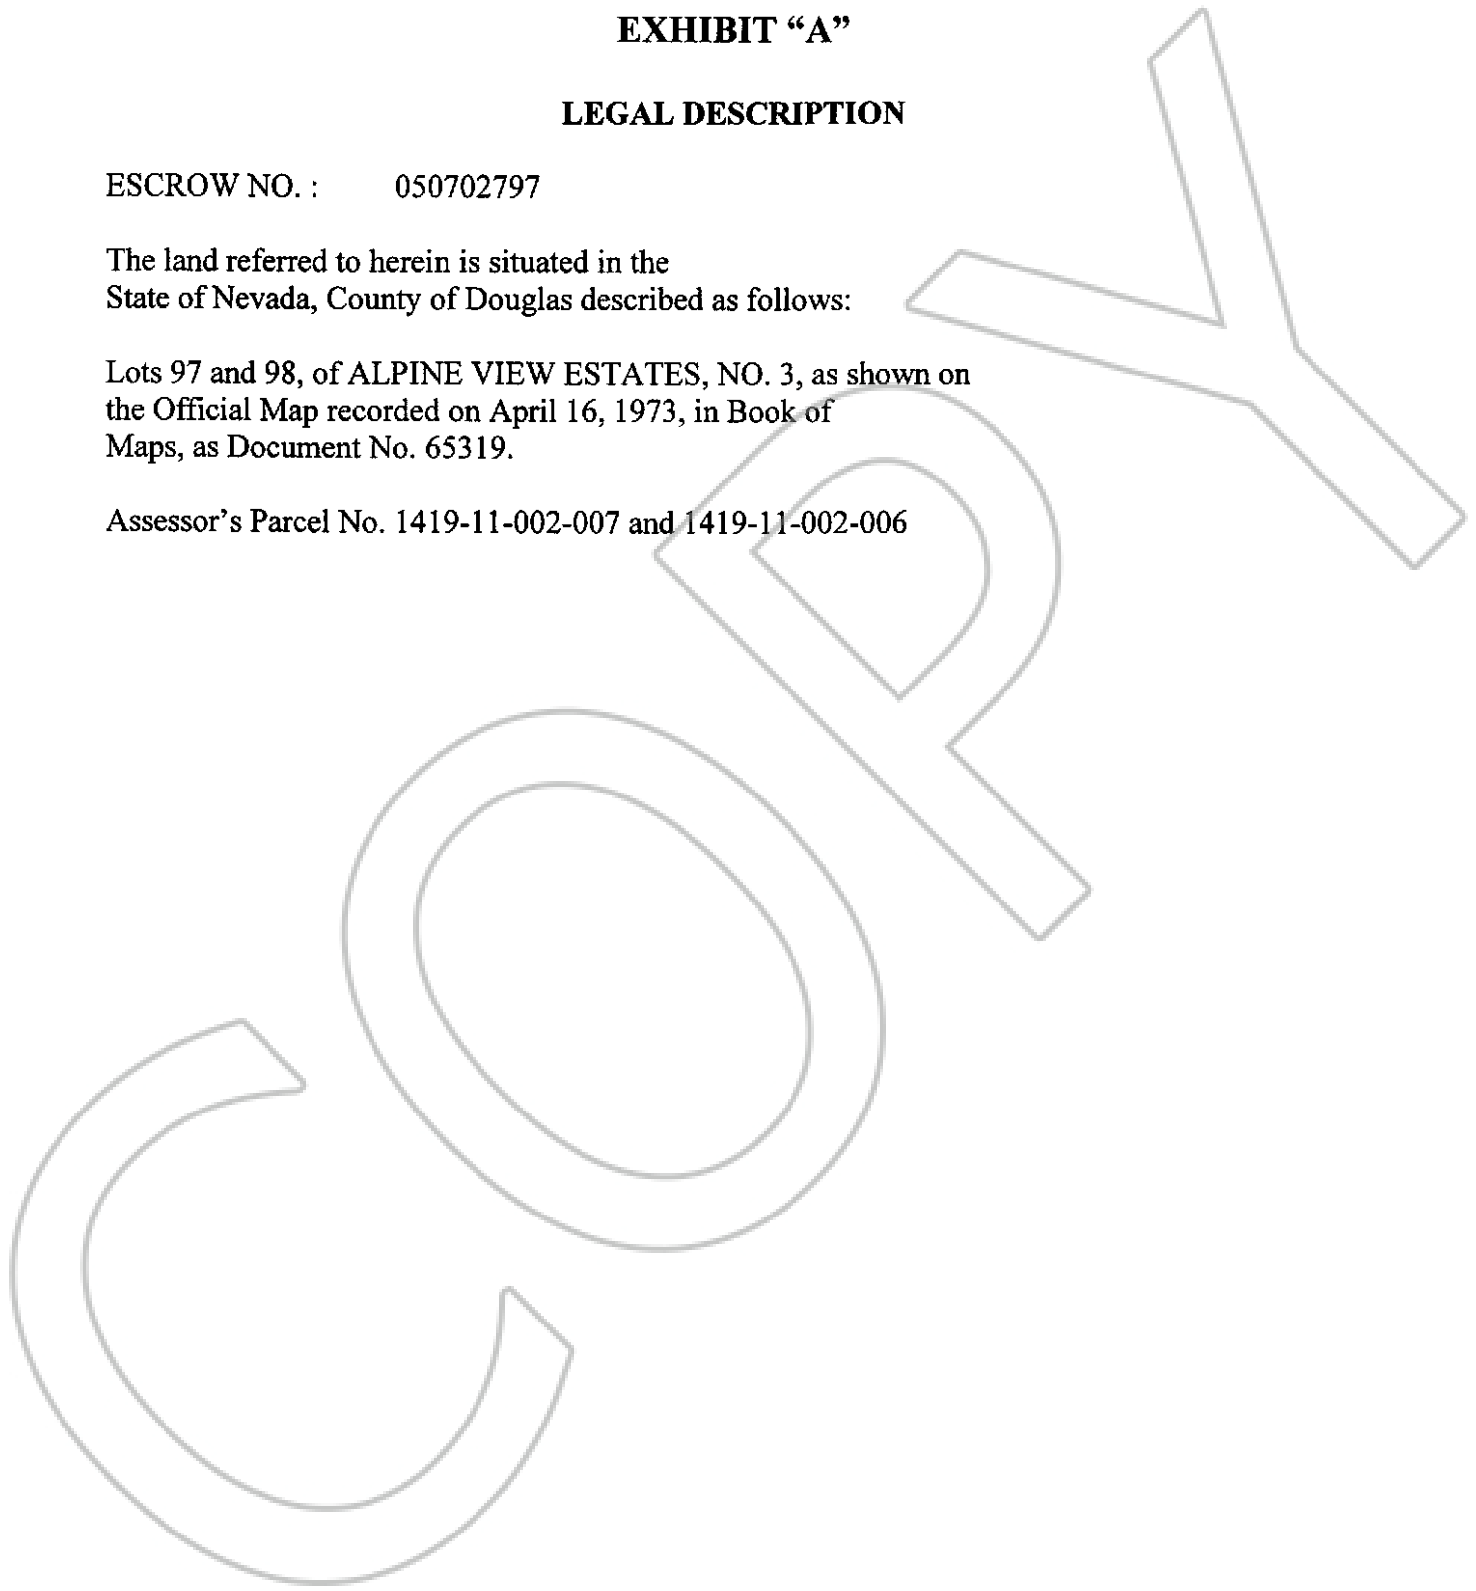 EXHIBIT “A”
LEGAL DESCRIPTION
ESCROW NO. : 050702797
The land referred to herein is situated in the
State of Nevada, County of Douglas described as follows:
Lots 97 and 98, of ALPINE VIEW ESTATES, NO. 3, as shown on
the Official Map recorded on April 16, 1973, in Book of
Maps, as Document No. 65319.
Assessor’s Parcel No. 1419-11-002-007 and 1419-11-002-006
COPY